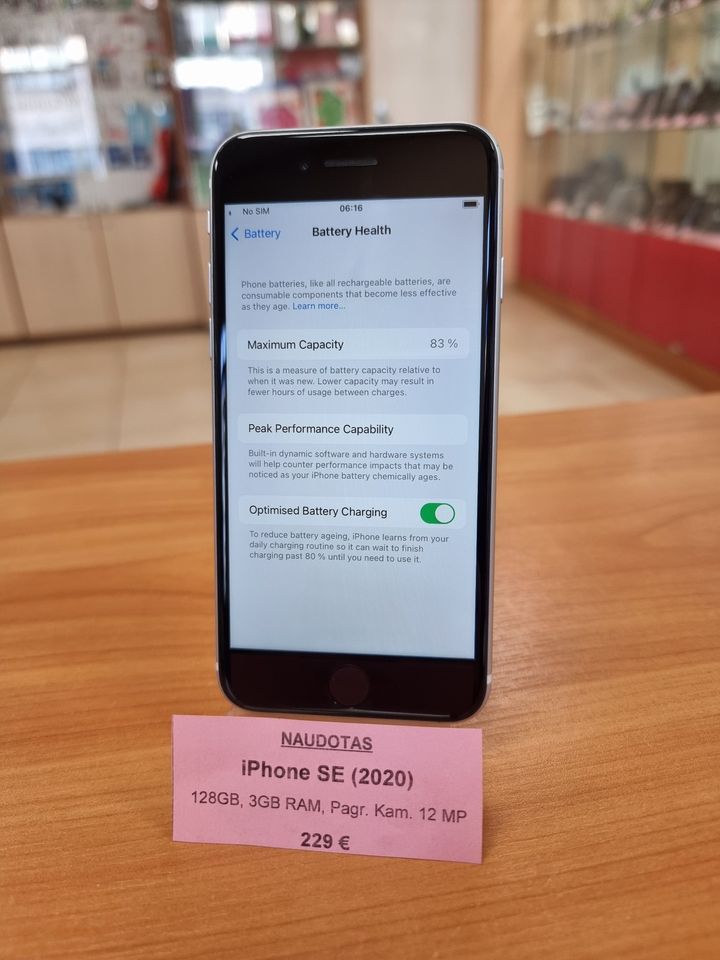 No SIM
06:16
Battery
Battery Health
Phone batteries, like all rechargeable batteries, are
consumable components that become less effective
as they age. Learn more...
Maximum Capacity
83 %
This is a measure of battery capacity relative to
when it was new. Lower capacity may result in
fewer hours of usage between charges.
Peak Performance Capability
Built-in dynamic software and hardware systems
will help counter performance impacts that may be
noticed as your iPhone battery chemically ages.
Optimised Battery Charging
To reduce battery ageing, iPhone learns from your
daily charging routine so it can wait to finish
charging past 80 % until you need to use it.
NAUDOTAS
iPhone SE (2020)
128GB, 3GB RAM, Pagr. Kam. 12 MP
229 €